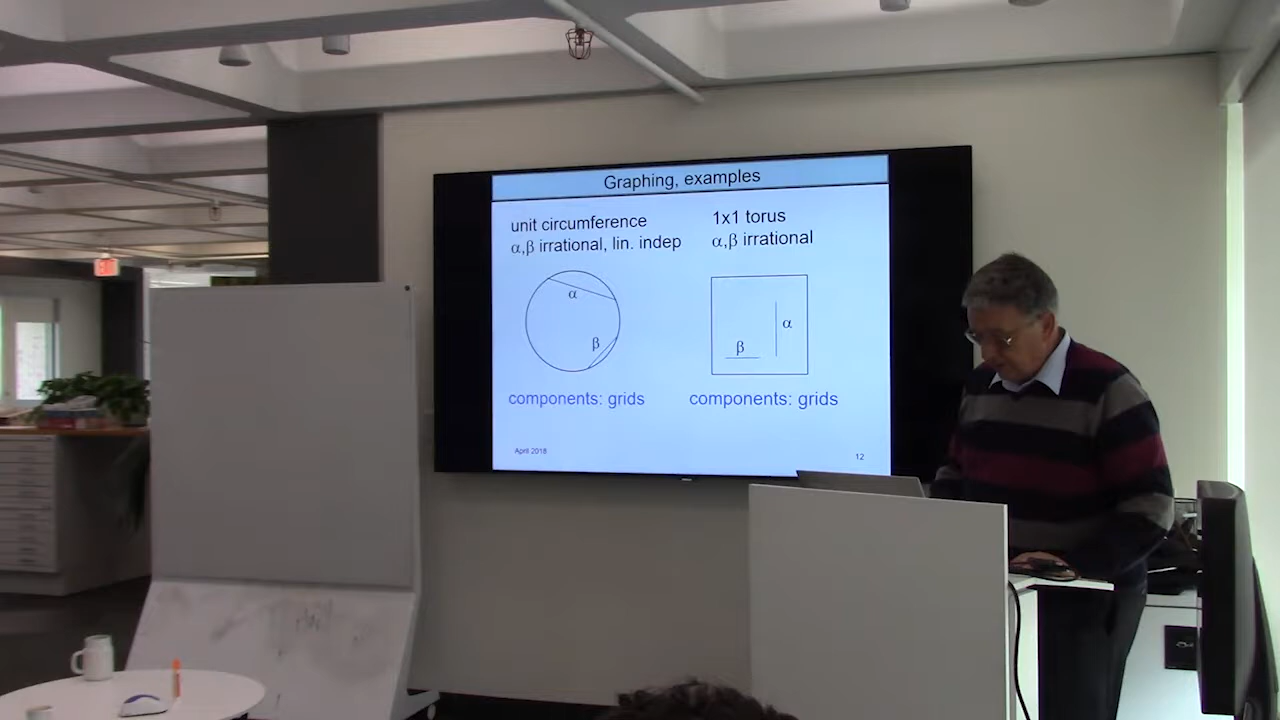 Graphing, examples
unit circumference
α,β irrational, lin. indep
1x1 torus
α,β irrational
α
β
α
β
components: grids
components: grids
April 2018
12